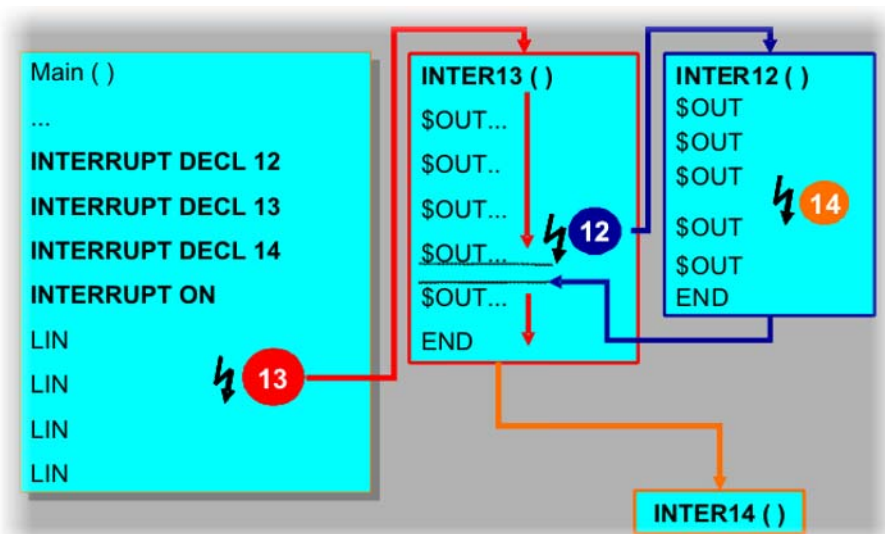 Main ( )
...
INTERRUPT DECL 12
INTERRUPT DECL 13
INTERRUPT DECL 14
INTERRUPT ON
LIN
LIN
LIN
LIN
13
INTER13 ( )
$OUT...
$OUT..
$OUT...
$OUT...
$OUT...
END
12
INTER12 ( )
$OUT
$OUT
$OUT
$OUT
$OUT
END
14
INTER14 ( )